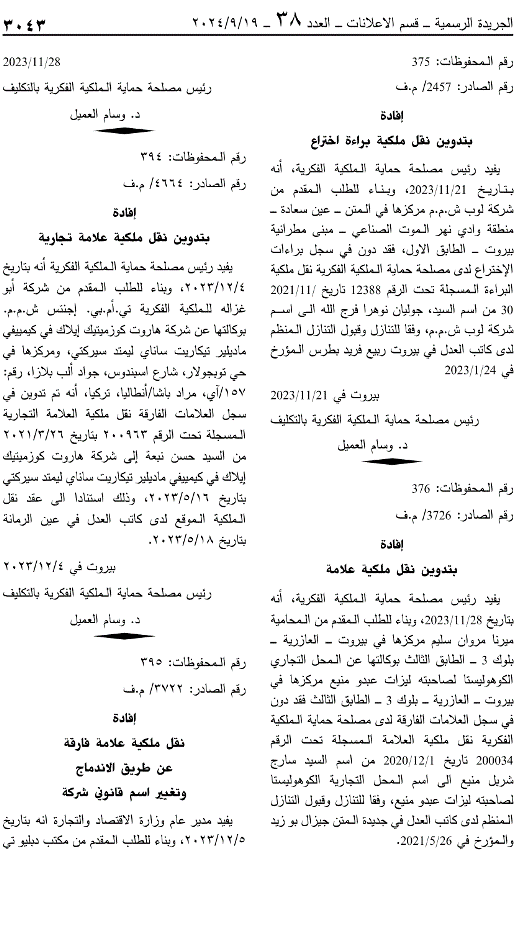 الجريدة الرسمية ــ قسم الاعلانات ــ العدد ٣٨ ــ ٢٠٢٤/٩/١٩
٣٠٤٣
رقم المحفوظات: 375
رقم الصادر: 2457/ م.ف
إفادة
بتدوين نقل ملكية براءة اختراع
يفيد رئيس مصلحة حماية الملكية الفكرية، أنه
بتاريخ 2023/11/21، وبناء للطلب المقدم من
شركة لوب ش.م.م مركزها في المتن ــ عين سعادة ــ
منطقة وادي نهر الموت الصناعي ــ مبنى مطرانية
بيروت ــ الطابق الاول، فقد دون في سجل براءات
الإختراع لدى مصلحة حماية الملكية الفكرية نقل ملكية
البراءة المسجلة تحت الرقم 12388 تاريخ 2021/11/
30 من اسم السيد، جوليان نوهرا فرج الله الى اسم
شركة لوب ش.م.م، وفقا للتنازل وقبول التنازل المنظم
لدى كاتب العدل في بيروت ربيع فريد بطرس المؤرخ
في 2023/1/24
بيروت في 2023/11/21
رئيس مصلحة حماية الملكية الفكرية بالتكليف
د. وسام العميل
رقم المحفوظات: 376
رقم الصادر: 3726/ م.ف
إفادة
بتدوين نقل ملكية علامة
يفيد رئيس مصلحة حماية الملكية الفكرية، أنه
بتاريخ 2023/11/28، وبناء للطلب المقدم من المحامية
ميرنا مروان سليم مركزها في بيروت ــ العازرية ــ
بلوك 3 ــ الطابق الثالث بوكالتها عن المحل التجاري
الكوهوليستا لصاحبته ليزات عبدو منيع مركزها في
بيروت ــ العازرية ــ بلوك 3 ــ الطابق الثالث فقد دون
في سجل العلامات الفارقة لدى مصلحة حماية الملكية
الفكرية نقل ملكية العلامة المسجلة تحت الرقم
200034 تاريخ 2020/12/1 من اسم السيد سارج
شربل منيع الى اسم المحل التجارية الكوهوليستا
لصاحبته ليزات عبدو منيع، وفقا للتنازل وقبول التنازل
المنظم لدى كاتب العدل في جديدة المتن جيزال بو زيد
والمؤرخ في 2021/5/26.
2023/11/28
رئيس مصلحة حماية الملكية الفكرية بالتكليف
د. وسام العميل
رقم المحفوظات: ٣٩٤
رقم الصادر: ٤٦٦٤/ م.ف
إفادة
بتدوين نقل ملكية علامة تجارية
يفيد رئيس مصلحة حماية الملكية الفكرية أنه بتاريخ
٢٠٢٣/١٢/٤، وبناء للطلب المقدم من شركة أبو
غزاله للملكية الفكرية تي.أم.بي. إجنتس ش.م.م.
بوكالتها عن شركة هاروت كوزميتيك إيلاك في كيمييفي
ماديلير تيكاريت ساناي ليمتد سيركتي، ومركزها في
حي توبجولار، شارع اسبندوس، جواد ألب بلازا، رقم:
١٥٧/آي، مراد باشا/أنطاليا، تركيا، أنه تم تدوين في
سجل العلامات الفارقة نقل ملكية العلامة التجارية
المسجلة تحت الرقم ٢٠٠٩٦٣ بتاريخ ٢٠٢١/٣/٢٦
من السيد حسن نبعة إلى شركة هاروت كوزميتيك
إيلاك في كيمييفي ماديلير تيكاريت ساناي ليمتد سيركتي
بتاريخ ٢٠٢٣/٥/١٦، وذلك استنادا الى عقد نقل
الملكية الموقع لدى كاتب العدل في عين الرمانة
بتاريخ ٢٠٢٣/٥/١٨.
بيروت في ٢٠٢٣/١٢/٤
رئيس مصلحة حماية الملكية الفكرية بالتكليف
د. وسام العميل
رقم المحفوظات: ٣٩٥
رقم الصادر: ٣٧٢٢/ م.ف
إفادة
نقل ملكية علامة فارقة
عن طريق الاندماج
وتغيير اسم قانوني شركة
يفيد مدير عام وزارة الاقتصاد والتجارة انه بتاريخ
٢٠٢٣/١٢/٥، وبناء للطلب المقدم من مكتب دبليو تي